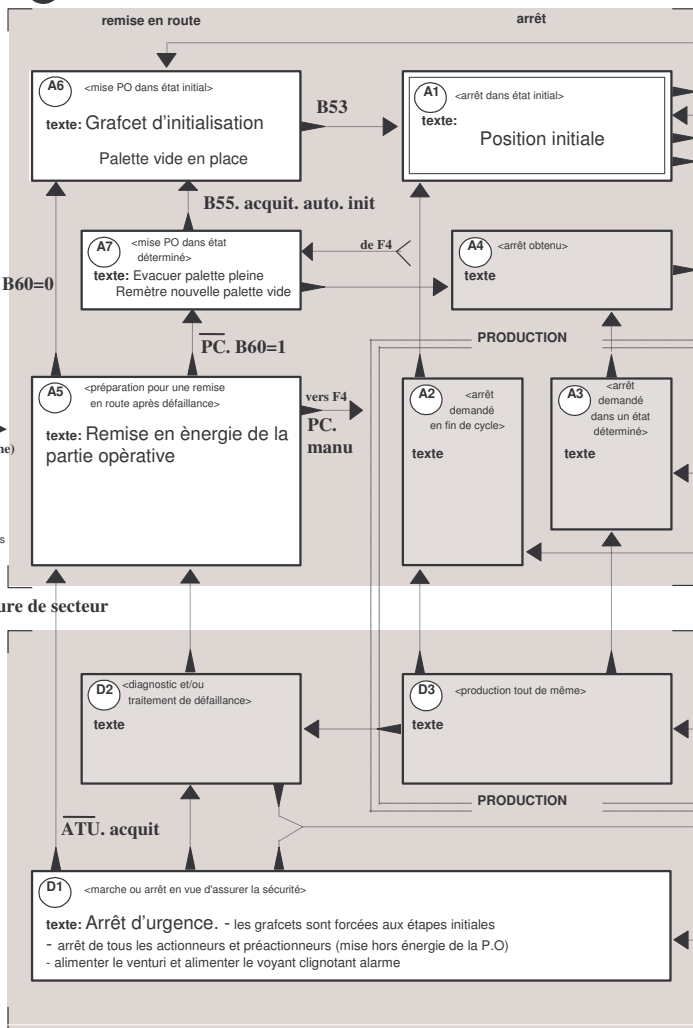 remise en route
arrêt
A6
<mise PO dans état initial>
texte: Grafcet d'initialisation
Palette vide en place
B53
A1
<arrêt dans état initial>
texte:
Position initiale
B55. acquit. auto. init
A7
<mise PO dans état
déterminé>
texte: Evacuer palette pleine
Remètre nouvelle palette vide
de F4
A4
<arrêt obtenu>
texte
B60=0
PC. B60=1
PRODUCTION
A5
<préparation pour une remise
en route après défaillance>
texte: Remise en ènergie de la
partie opèrative
vers F4
PC.
manu
A2
<arrêt
demandé
en fin de cycle>
texte
A3
<arrêt
demandé
dans un état
déterminé>
texte
ne)
s
ure de secteur
D2
<diagnostic et/ou
traitement de défaillance>
texte
D3
<production tout de même>
texte
PRODUCTION
ATU. acquit
D1
<marche ou arrêt en vue d'assurer la sécurité>
texte: Arrêt d'urgence. - les grafcets sont forcées aux étapes initiales
- arrêt de tous les actionneurs et préactionneurs (mise hors énergie de la P.O)
- alimenter le venturi et alimenter le voyant clignotant alarme